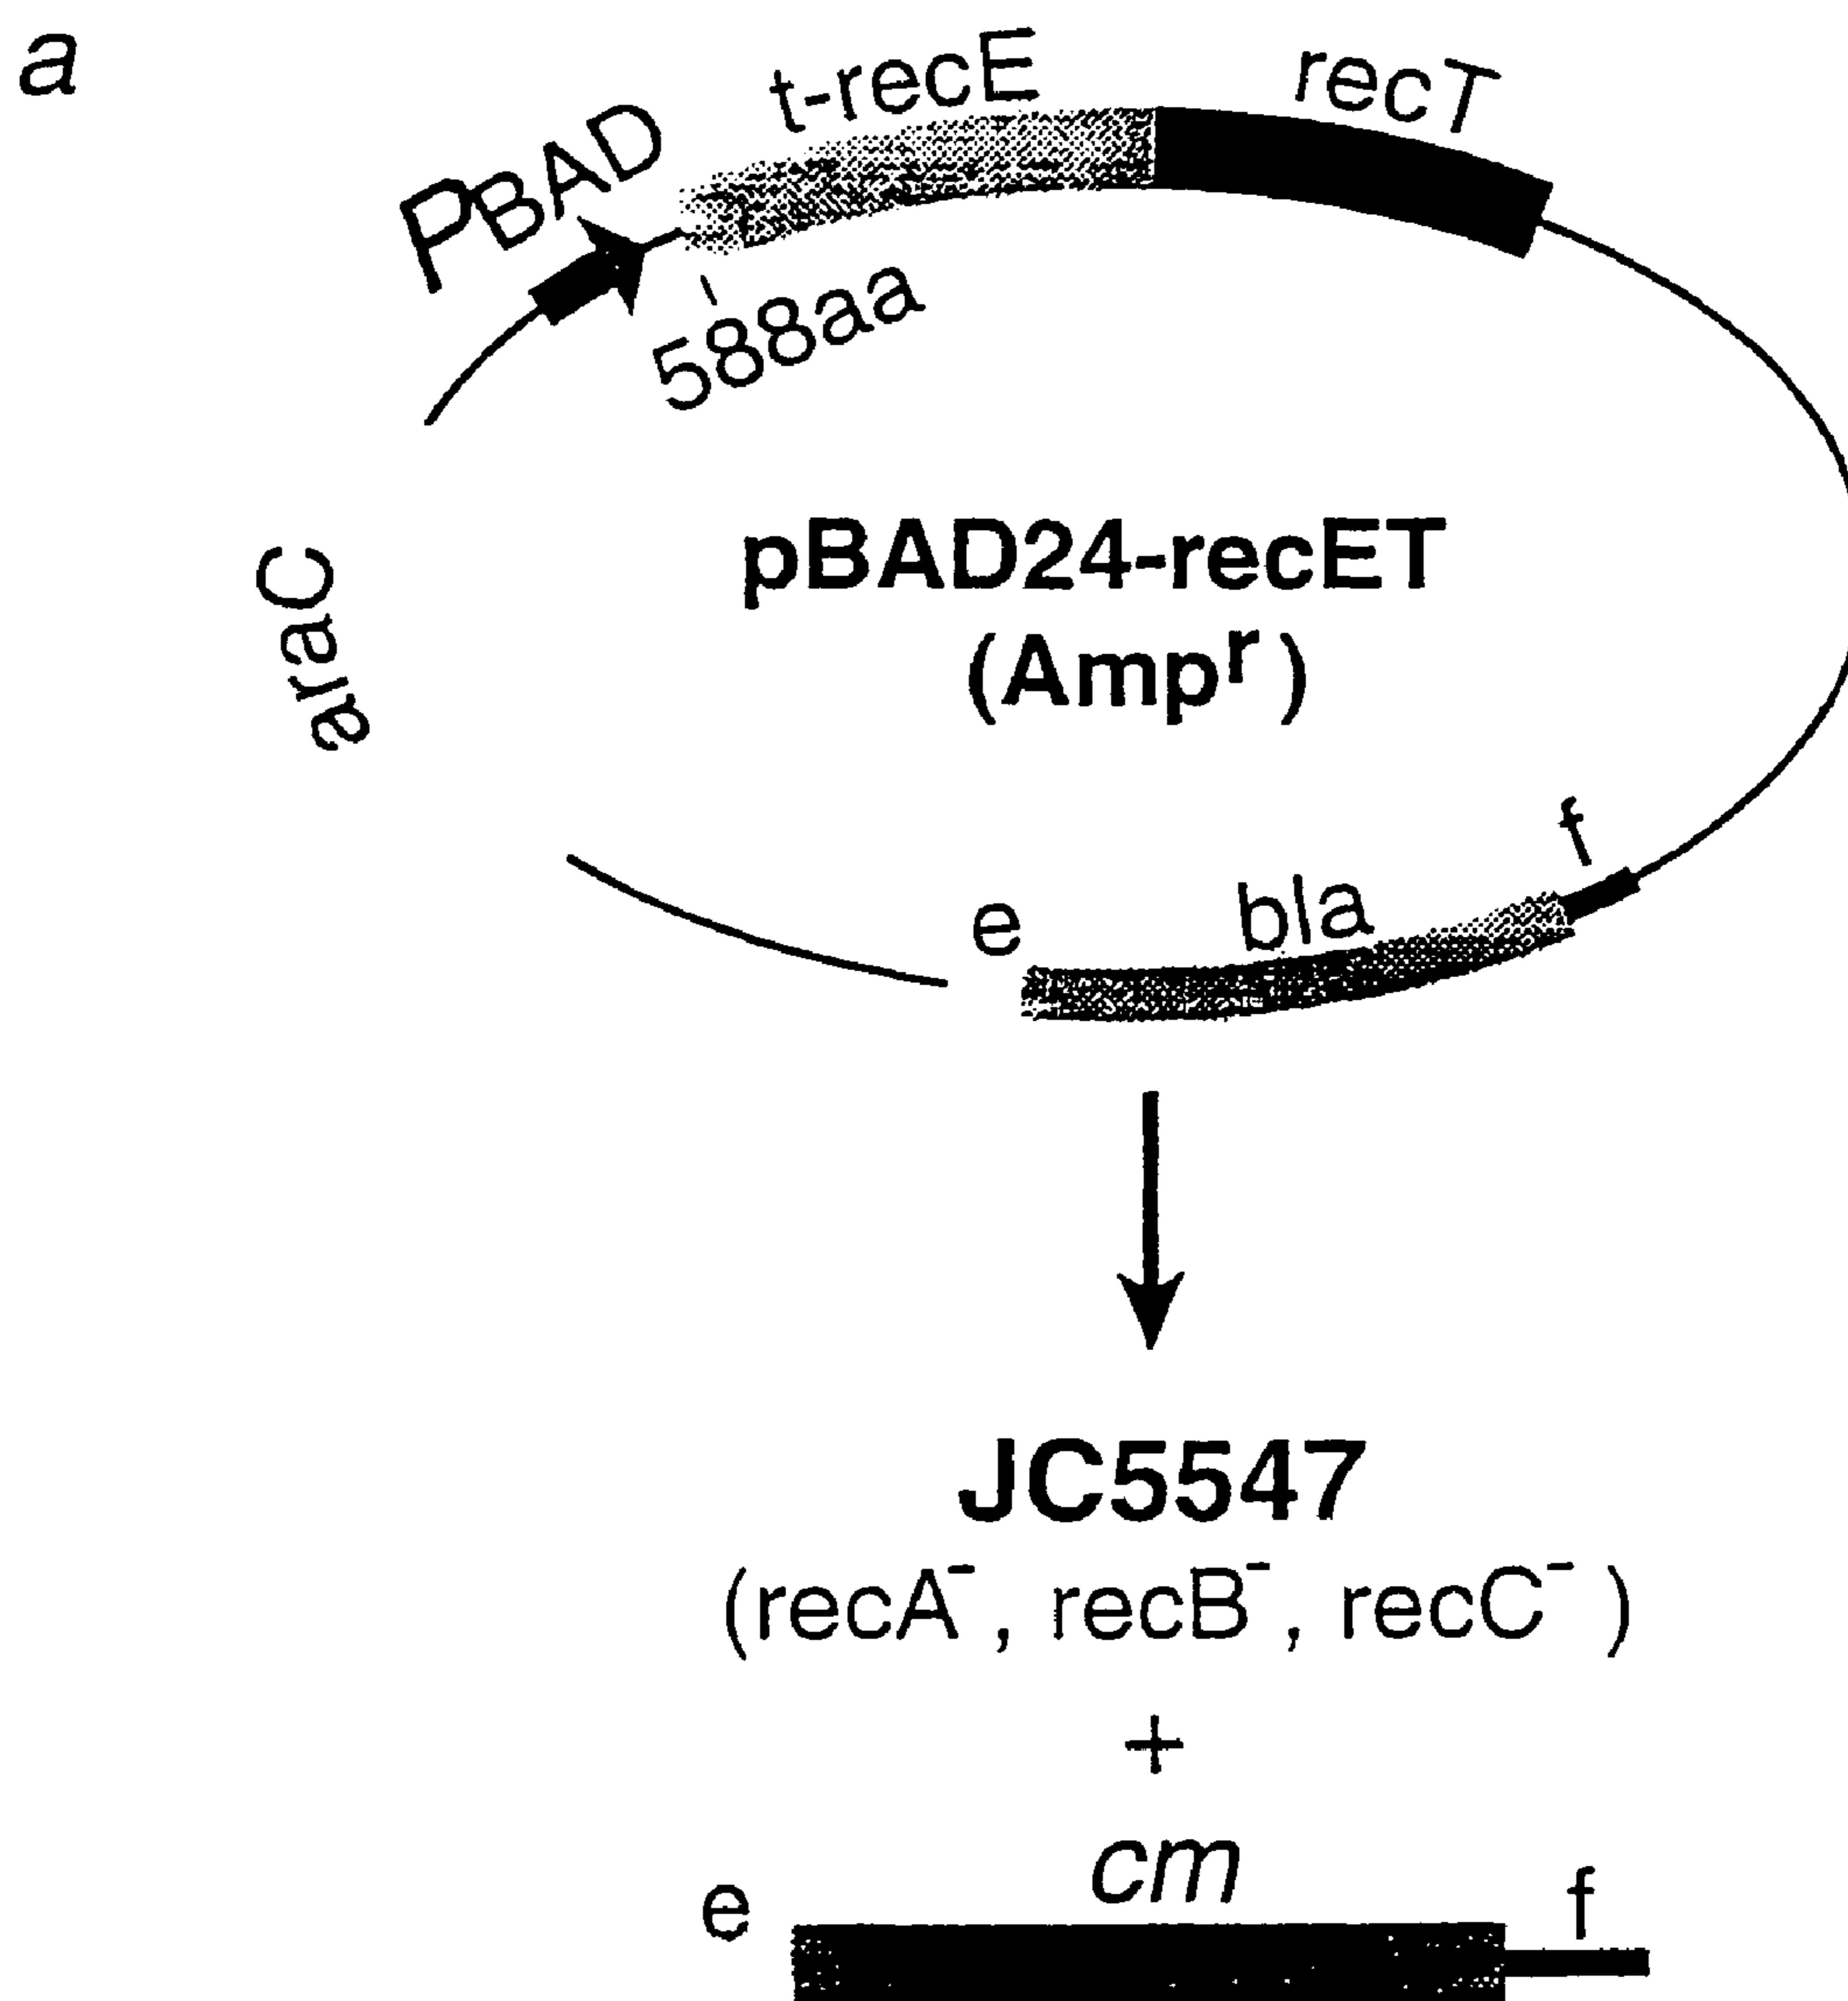 a
PBAD
t-recE
recT
588aa
araC
pBAD24-recET
(Ampʳ)
f
e
bla
JC5547
(recA⁻, recB⁻, recC⁻)
+
cm
e
f